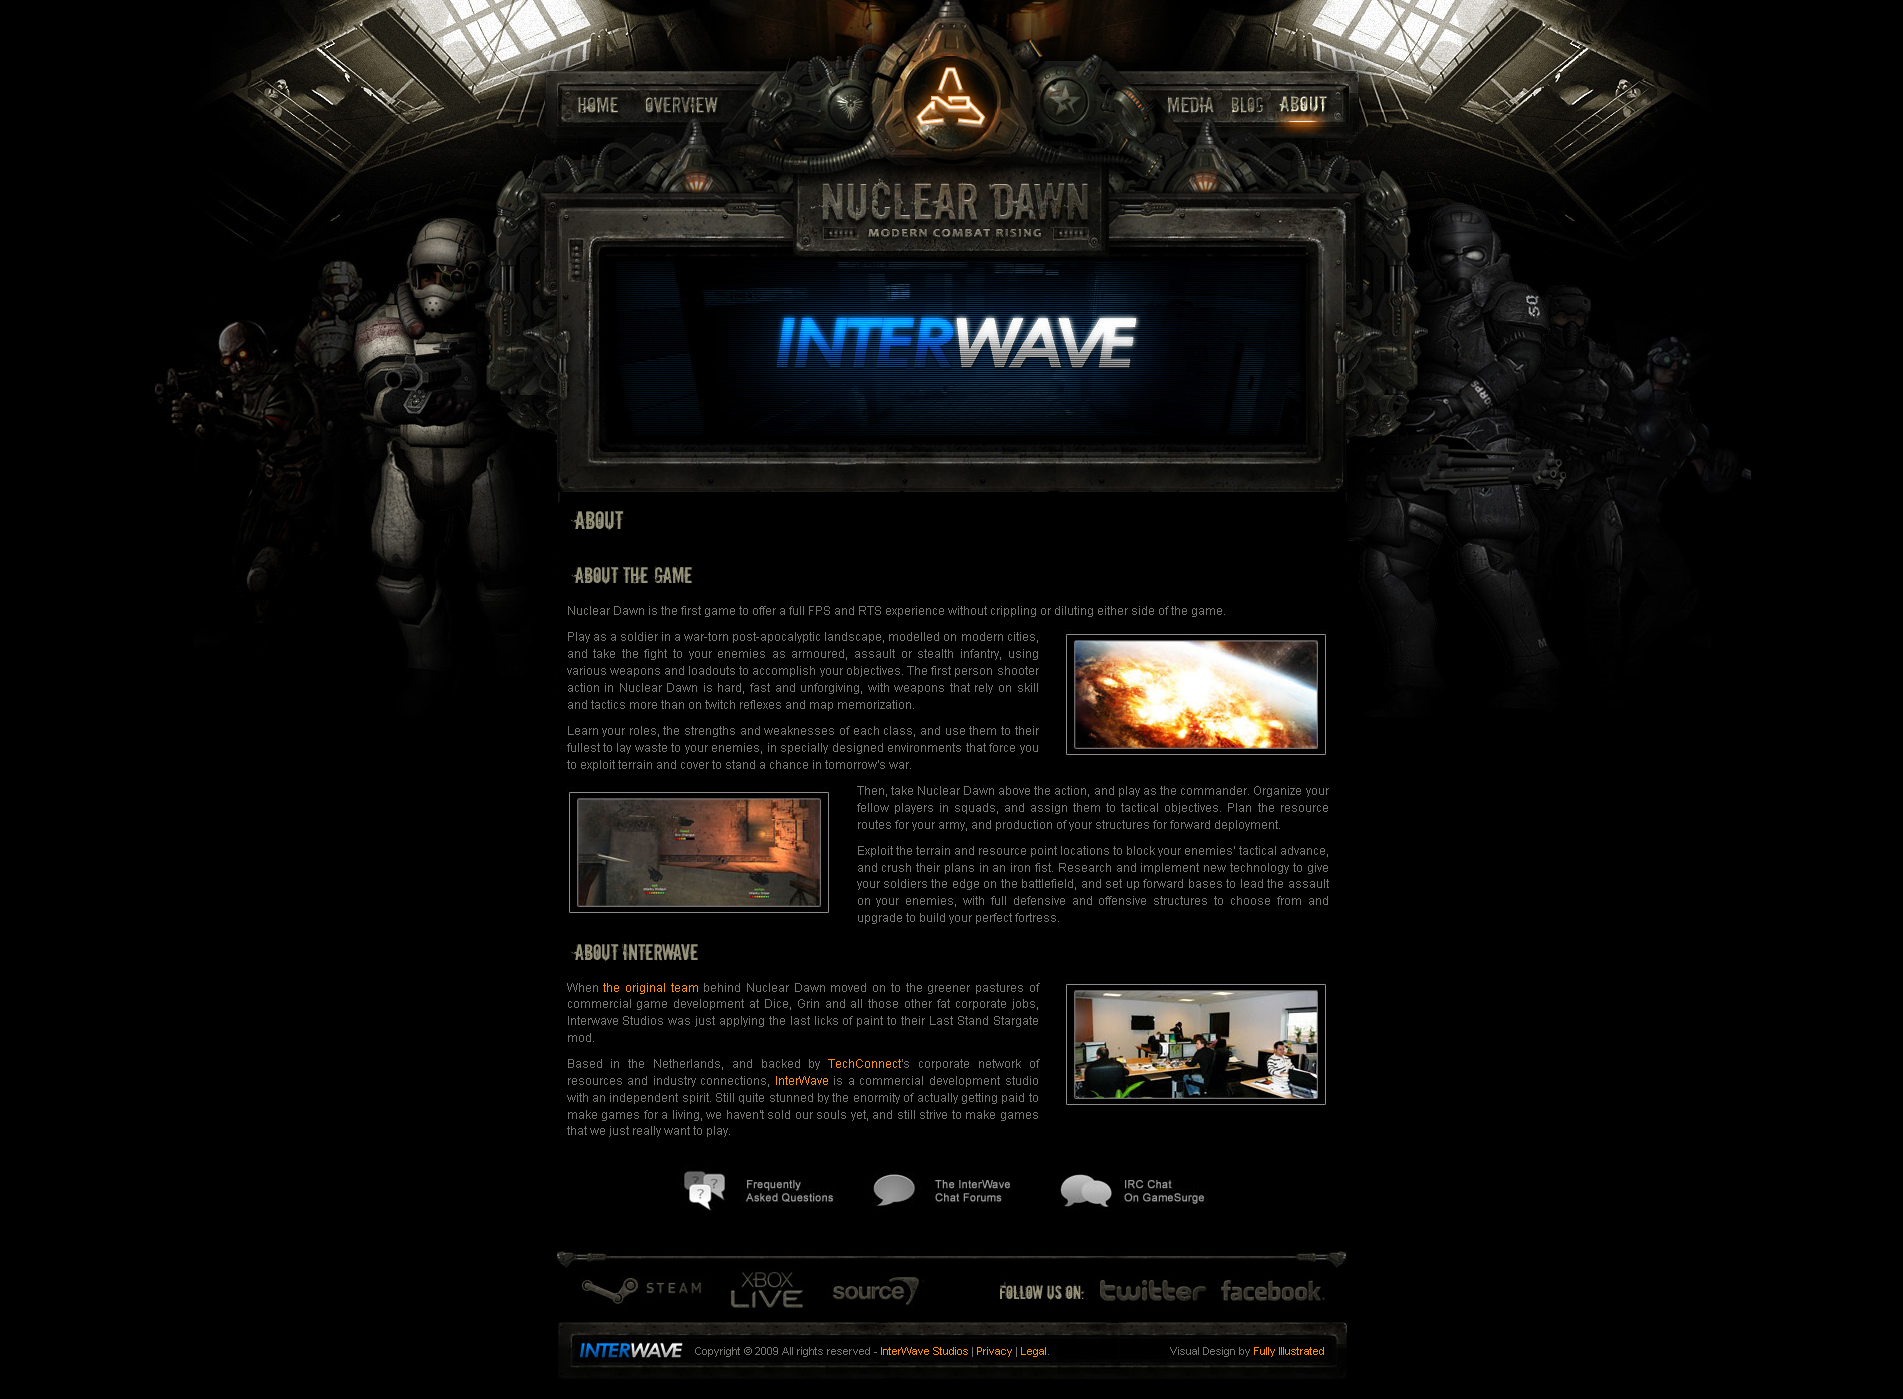 HOME
OVERVIEW
MEDIA
BLOG
ABOUT
NUCLEAR DAWN
MODERN COMBAT RISING
INTERWAVE
ABOUT
ABOUT THE GAME
Nuclear Dawn is the first game to offer a full FPS and RTS experience without crippling or diluting either side of the game.
Play as a soldier in a war-torn post-apocalyptic landscape, modelled on modern cities,
and take the fight to your enemies as armoured, assault or stealth infantry, using
various weapons and loadouts to accomplish your objectives. The first person shooter
action in Nuclear Dawn is hard, fast and unforgiving, with weapons that rely on skill
and tactics more than on twitch reflexes and map memorization.
Learn your roles, the strengths and weaknesses of each class, and use them to their
fullest to lay waste to your enemies, in specially designed environments that force you
to exploit terrain and cover to stand a chance in tomorrow's war.
Then, take Nuclear Dawn above the action, and play as the commander. Organize your
fellow players in squads, and assign them to tactical objectives. Plan the resource
routes for your army, and production of your structures for forward deployment.
Exploit the terrain and resource point locations to block your enemies' tactical advance,
and crush their plans in an iron fist. Research and implement new technology to give
your soldiers the edge on the battlefield, and set up forward bases to lead the assault
on your enemies, with full defensive and offensive structures to choose from and
upgrade to build your perfect fortress.
ABOUT INTERWAVE
When the original team behind Nuclear Dawn moved on to the greener pastures of
commercial game development at Dice, Grin and all those other fat corporate jobs,
Interwave Studios was just applying the last licks of paint to their Last Stand Stargate
mod.
Based in the Netherlands, and backed by TechConnect's corporate network of
resources and industry connections, InterWave is a commercial development studio
with an independent spirit. Still quite stunned by the enormity of actually getting paid to
make games for a living, we haven't sold our souls yet, and still strive to make games
that we just really want to play.
Frequently
Asked Questions
The InterWave
Chat Forums
IRC Chat
On GameSurge
STEAM
XBOX
LIVE
source
FOLLOW US ON:
twitter
facebook.
INTERWAVE
Copyright © 2009 All rights reserved - InterWave Studios | Privacy | Legal.
Visual Design by Fully Illustrated